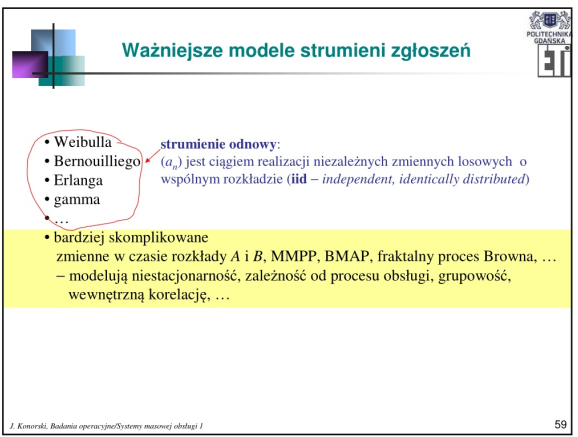 POLITECHNIKA
GDAŃSKA
ETI
Ważniejsze modele strumieni zgłoszeń
• Weibulla
• Bernouilliego
• Erlanga
• gamma
• …
strumienie odnowy:
(aₙ) jest ciągiem realizacji niezależnych zmiennych losowych o
wspólnym rozkładzie (iid – independent, identically distributed)
• bardziej skomplikowane
zmienne w czasie rozkłady A i B, MMPP, BMAP, fraktalny proces Browna, …
– modelują niestacjonarność, zależność od procesu obsługi, grupowość,
wewnętrzną korelację, …
J. Konorski, Badania operacyjne/Systemy masowej obsługi 1
59